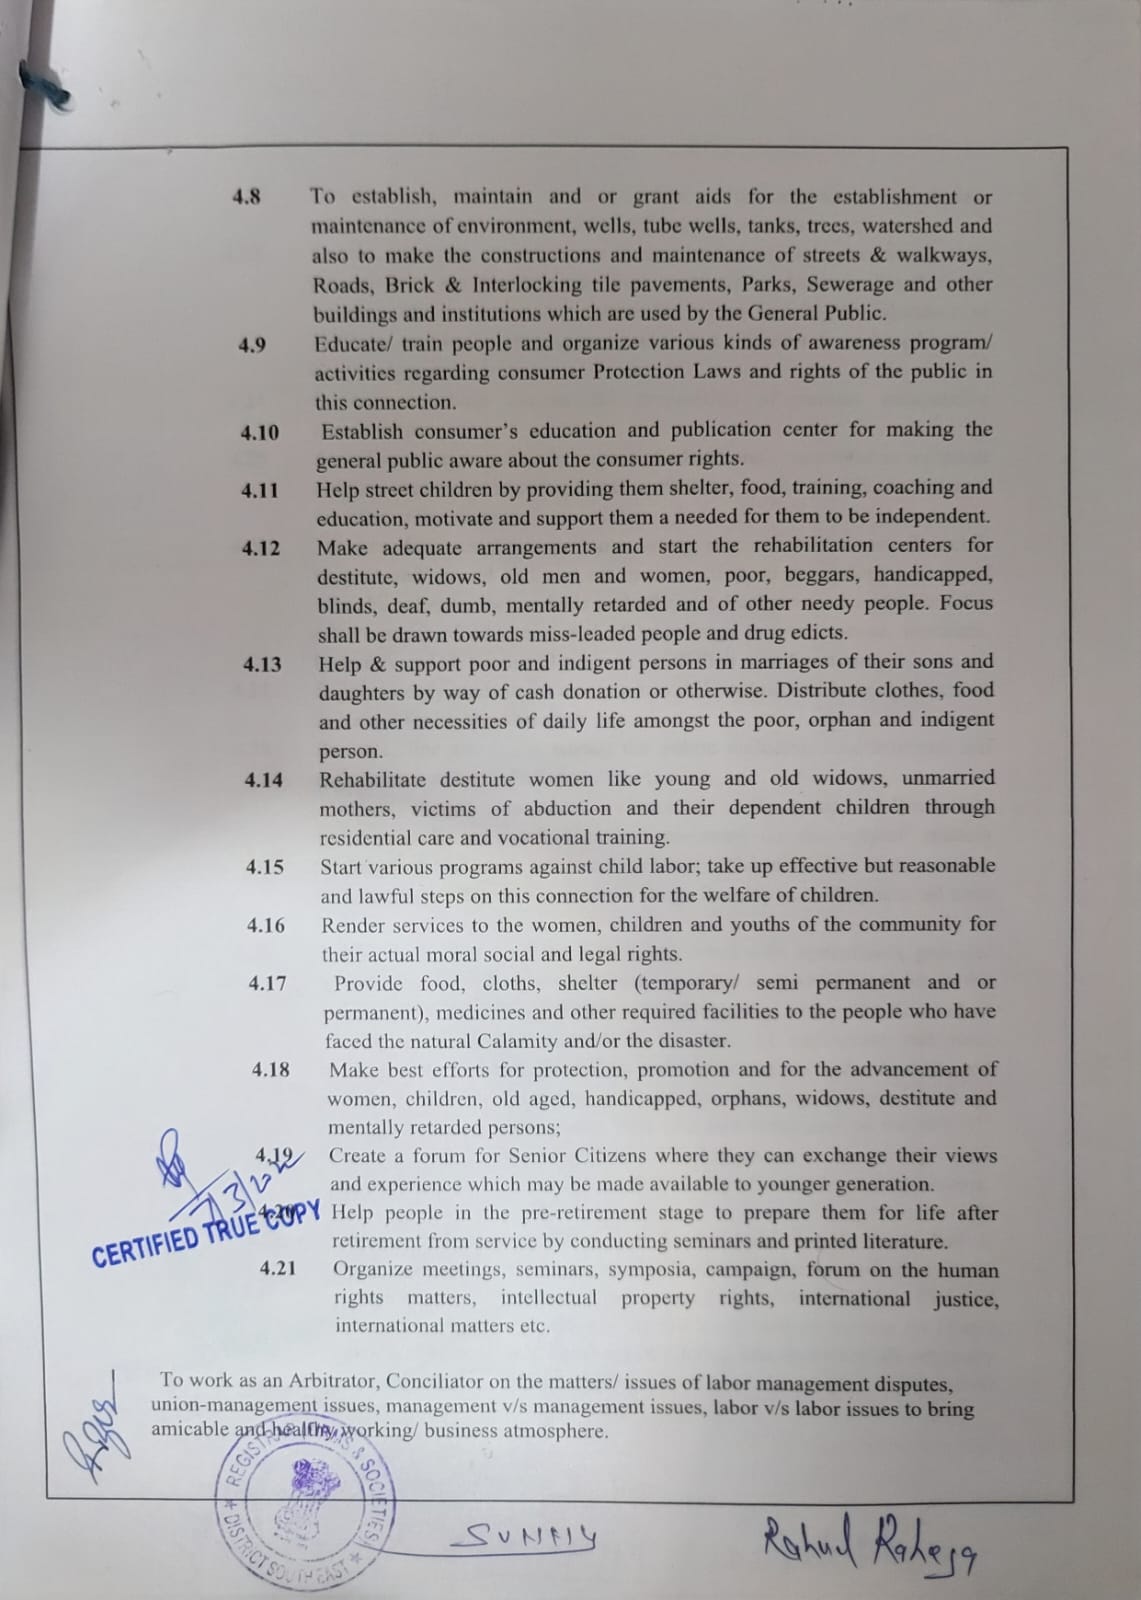 4.8 To establish, maintain and or grant aids for the establishment or
maintenance of environment, wells, tube wells, tanks, trees, watershed and
also to make the constructions and maintenance of streets & walkways,
Roads, Brick & Interlocking tile pavements, Parks, Sewerage and other
buildings and institutions which are used by the General Public.
4.9 Educate/ train people and organize various kinds of awareness program/
activities regarding consumer Protection Laws and rights of the public in
this connection.
4.10 Establish consumer's education and publication center for making the
general public aware about the consumer rights.
4.11 Help street children by providing them shelter, food, training, coaching and
education, motivate and support them a needed for them to be independent.
4.12 Make adequate arrangements and start the rehabilitation centers for
destitute, widows, old men and women, poor, beggars, handicapped,
blinds, deaf, dumb, mentally retarded and of other needy people. Focus
shall be drawn towards miss-leaded people and drug edicts.
4.13 Help & support poor and indigent persons in marriages of their sons and
daughters by way of cash donation or otherwise. Distribute clothes, food
and other necessities of daily life amongst the poor, orphan and indigent
person.
4.14 Rehabilitate destitute women like young and old widows, unmarried
mothers, victims of abduction and their dependent children through
residential care and vocational training.
4.15 Start various programs against child labor; take up effective but reasonable
and lawful steps on this connection for the welfare of children.
4.16 Render services to the women, children and youths of the community for
their actual moral social and legal rights.
4.17 Provide food, cloths, shelter (temporary/ semi permanent and or
permanent), medicines and other required facilities to the people who have
faced the natural Calamity and/or the disaster.
4.18 Make best efforts for protection, promotion and for the advancement of
women, children, old aged, handicapped, orphans, widows, destitute and
mentally retarded persons;
4.19 Create a forum for Senior Citizens where they can exchange their views
and experience which may be made available to younger generation.
4.20 Help people in the pre-retirement stage to prepare them for life after
retirement from service by conducting seminars and printed literature.
CERTIFIED TRUE COPY
4.21 Organize meetings, seminars, symposia, campaign, forum on the human
rights matters, intellectual property rights, international justice,
international matters etc.
To work as an Arbitrator, Conciliator on the matters/ issues of labor management disputes,
union-management issues, management v/s management issues, labor v/s labor issues to bring
amicable and healthy working/ business atmosphere.
REGISTRAR FIRMS & SOCIETIES
DISTRICT SOUTH EAST
Rahul Raheja